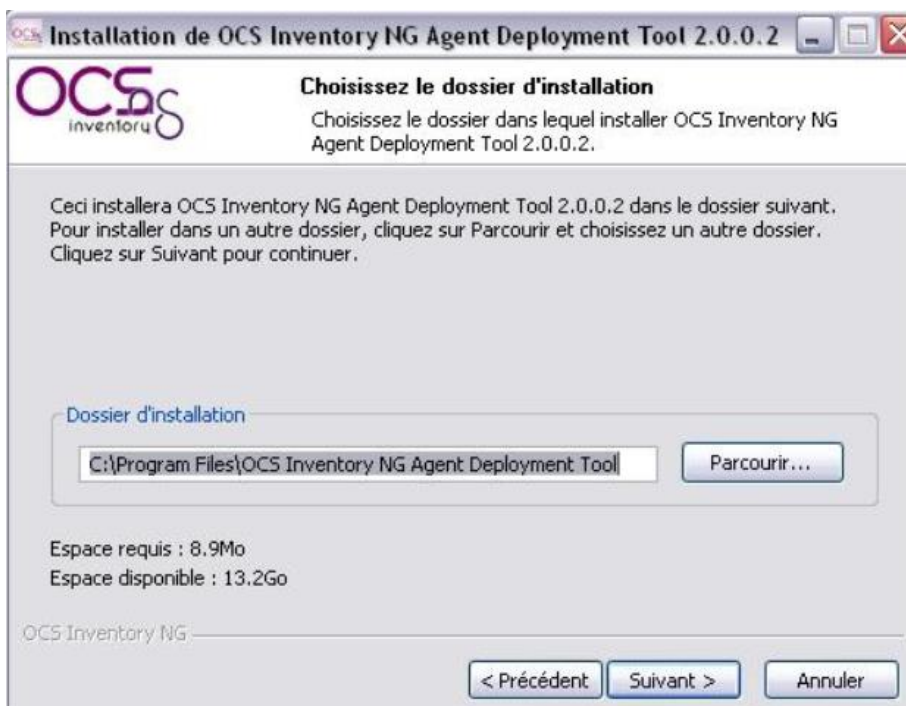 Installation de OCS Inventory NG Agent Deployment Tool 2.0.0.2
OCSng
inventory
Choisissez le dossier d'installation
Choisissez le dossier dans lequel installer OCS Inventory NG
Agent Deployment Tool 2.0.0.2.
Ceci installera OCS Inventory NG Agent Deployment Tool 2.0.0.2 dans le dossier suivant.
Pour installer dans un autre dossier, cliquez sur Parcourir et choisissez un autre dossier.
Cliquez sur Suivant pour continuer.
Dossier d'installation
C:\Program Files\OCS Inventory NG Agent Deployment Tool
Parcourir...
Espace requis : 8.9Mo
Espace disponible : 13.2Go
OCS Inventory NG
< Précédent
Suivant >
Annuler